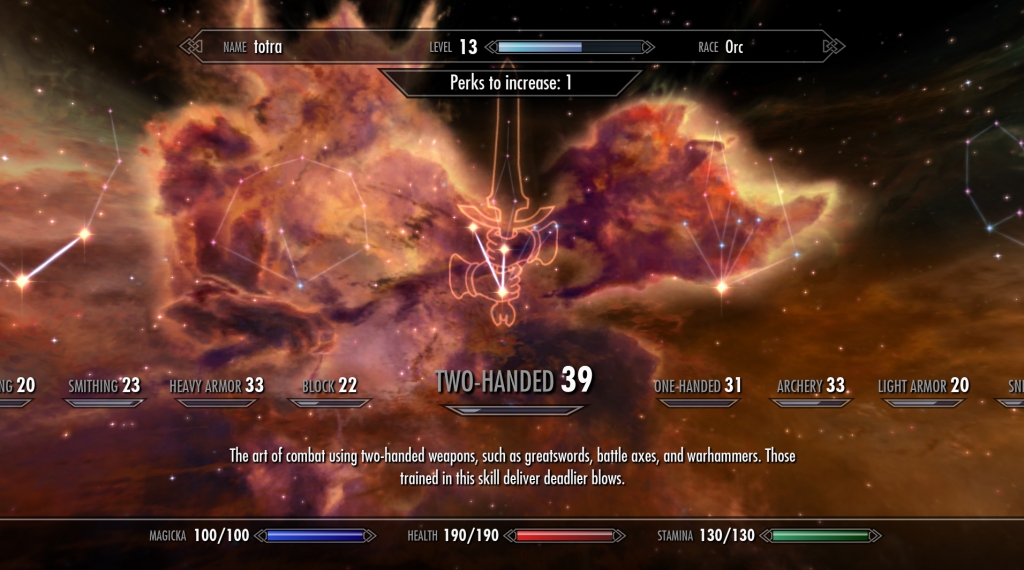 NAME totra LEVEL 13 RACE Orc
Perks to increase: 1
NG 20 SMITHING 23 HEAVY ARMOR 33 BLOCK 22 TWO-HANDED 39 ONE-HANDED 31 ARCHERY 33 LIGHT ARMOR 20 SN
The art of combat using two-handed weapons, such as greatswords, battle axes, and warhammers. Those
trained in this skill deliver deadlier blows.
MAGICKA 100/100 HEALTH 190/190 STAMINA 130/130